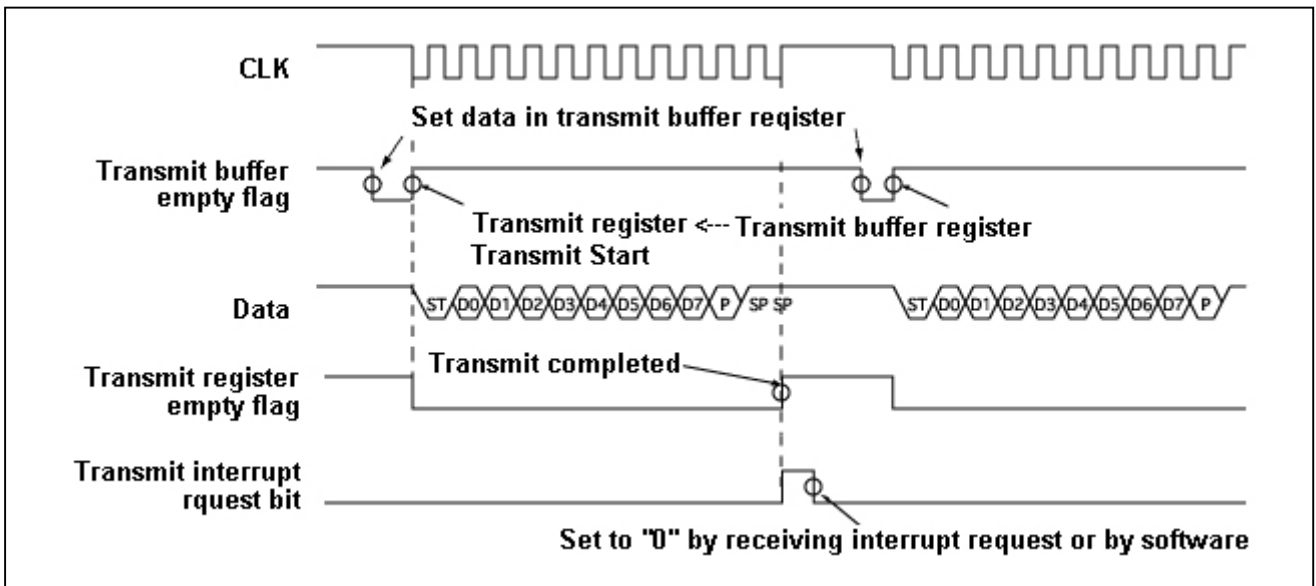 CLK
Set data in transmit buffer reqister
Transmit buffer
empty flag
Transmit register <--- Transmit buffer register
Transmit Start
Data
ST D0 D1 D2 D3 D4 D5 D6 D7 P SP SP
ST D0 D1 D2 D3 D4 D5 D6 D7 P
Transmit completed
Transmit register
empty flag
Transmit interrupt
rquest bit
Set to "0" by receiving interrupt request or by software